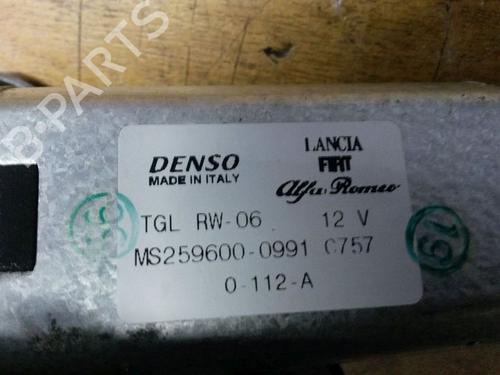 B-PARTS
DENSO
MADE IN ITALY
LANCIA
FIAT
Alfa Romeo
TGL RW-06 12 V
MS259600-0991 C757
0-112-A
19